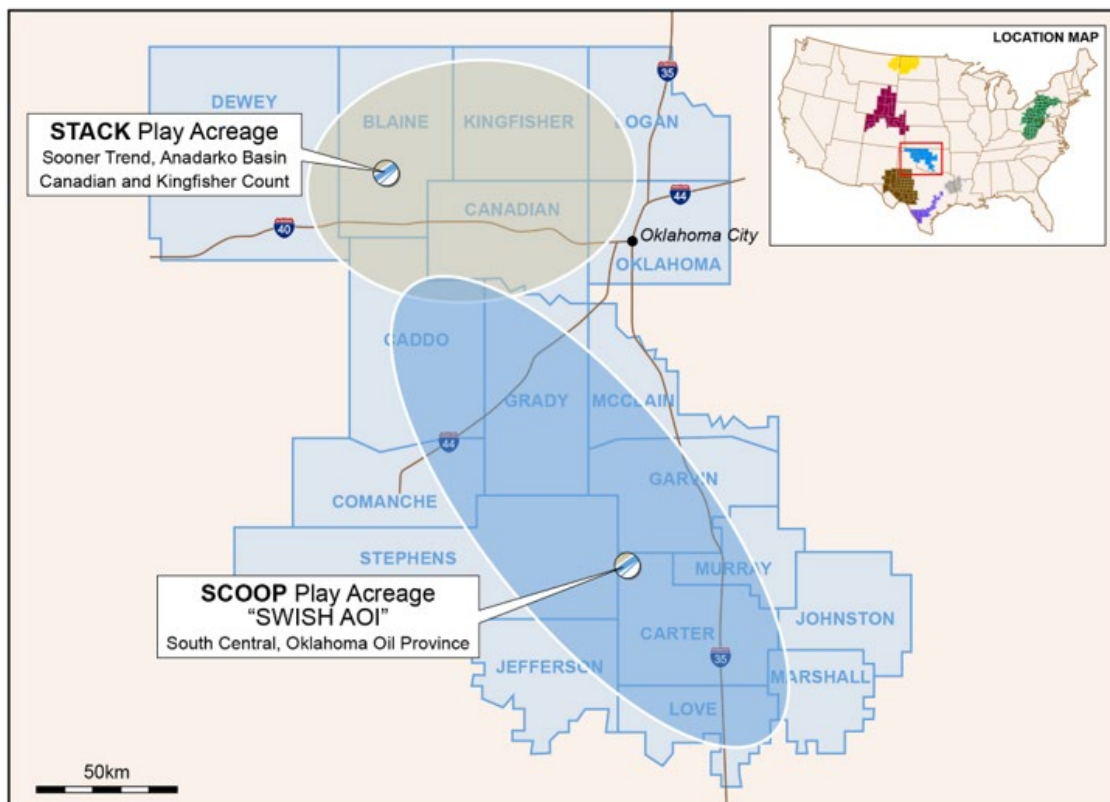 LOCATION MAP
DEWEY
BLAINE
KINGFISHER
LOGAN
35
STACK Play Acreage
Sooner Trend, Anadarko Basin
Canadian and Kingfisher Count
CANADIAN
44
40
Oklahoma City
OKLAHOMA
CADDO
GRADY
MCCLAIN
44
GARVIN
COMANCHE
STEPHENS
MURRAY
SCOOP Play Acreage
“SWISH AOI”
South Central, Oklahoma Oil Province
JOHNSTON
CARTER
35
JEFFERSON
MARSHALL
LOVE
50km